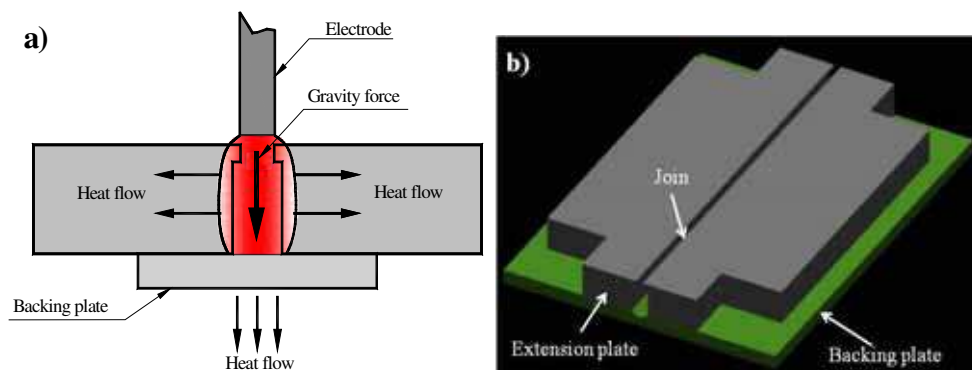 a)
Electrode
Gravity force
Heat flow
Heat flow
Backing plate
Heat flow
b)
Join
Extension plate
Backing plate